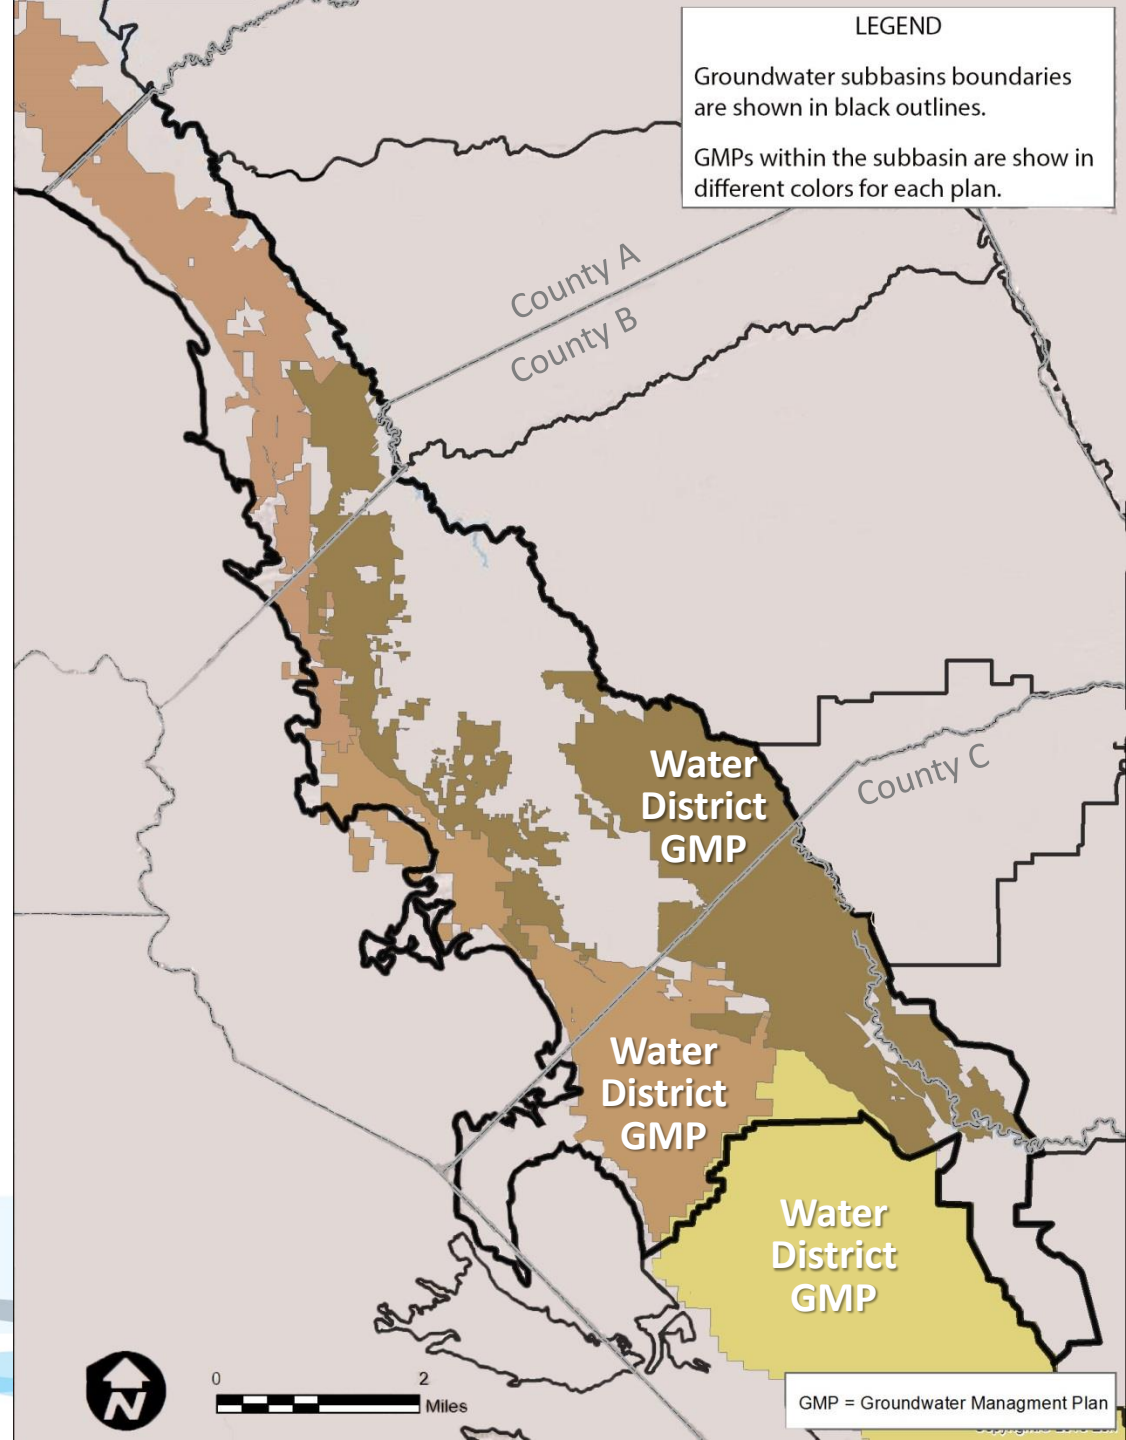 LEGEND
Groundwater subbasins boundaries
are shown in black outlines.
GMPs within the subbasin are show in
different colors for each plan.
County A
County B
Water
District
GMP
County C
Water
District
GMP
Water
District
GMP
N
0 2
Miles
GMP = Groundwater Managment Plan